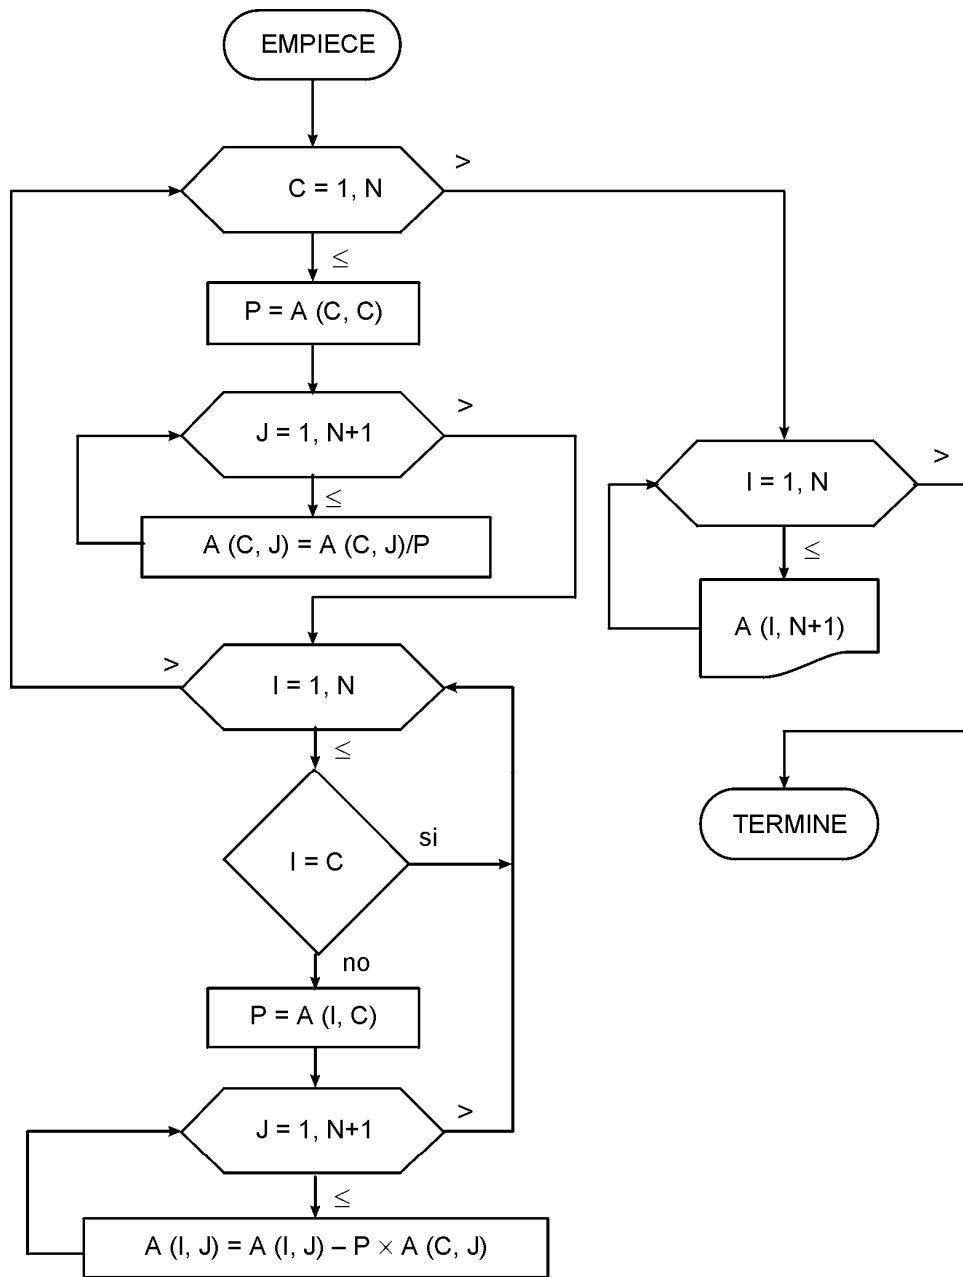 EMPIECE
C = 1, N
>
≤
P = A (C, C)
J = 1, N+1
>
≤
A (C, J) = A (C, J)/P
I = 1, N
>
≤
I = C
si
no
P = A (I, C)
J = 1, N+1
>
≤
A (I, J) = A (I, J) – P × A (C, J)
I = 1, N
>
≤
A (I, N+1)
TERMINE